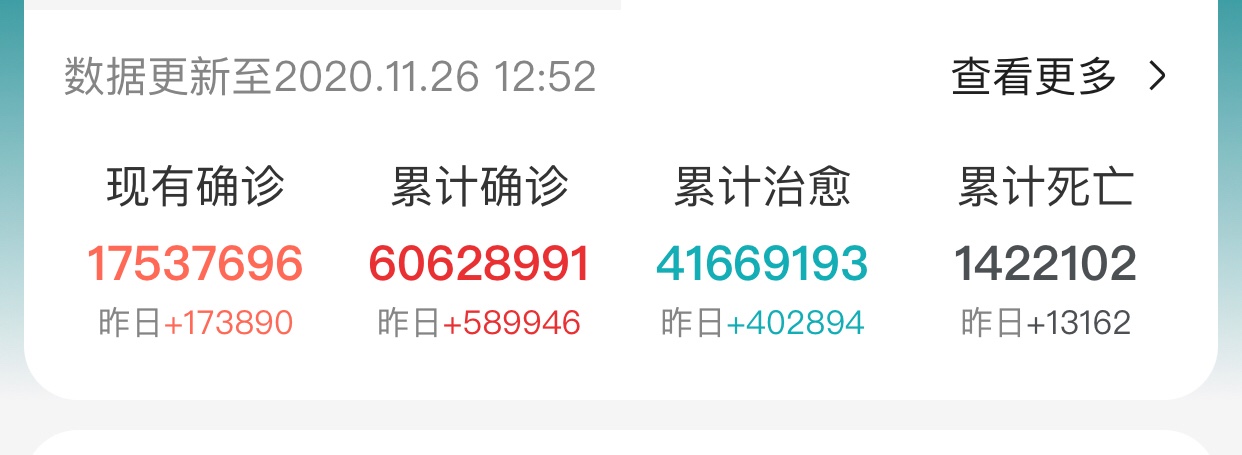 数据更新至2020.11.26 12:52 查看更多
现有确诊 累计确诊 累计治愈 累计死亡
17537696 60628991 41669193 1422102
昨日+173890 昨日+589946 昨日+402894 昨日+13162